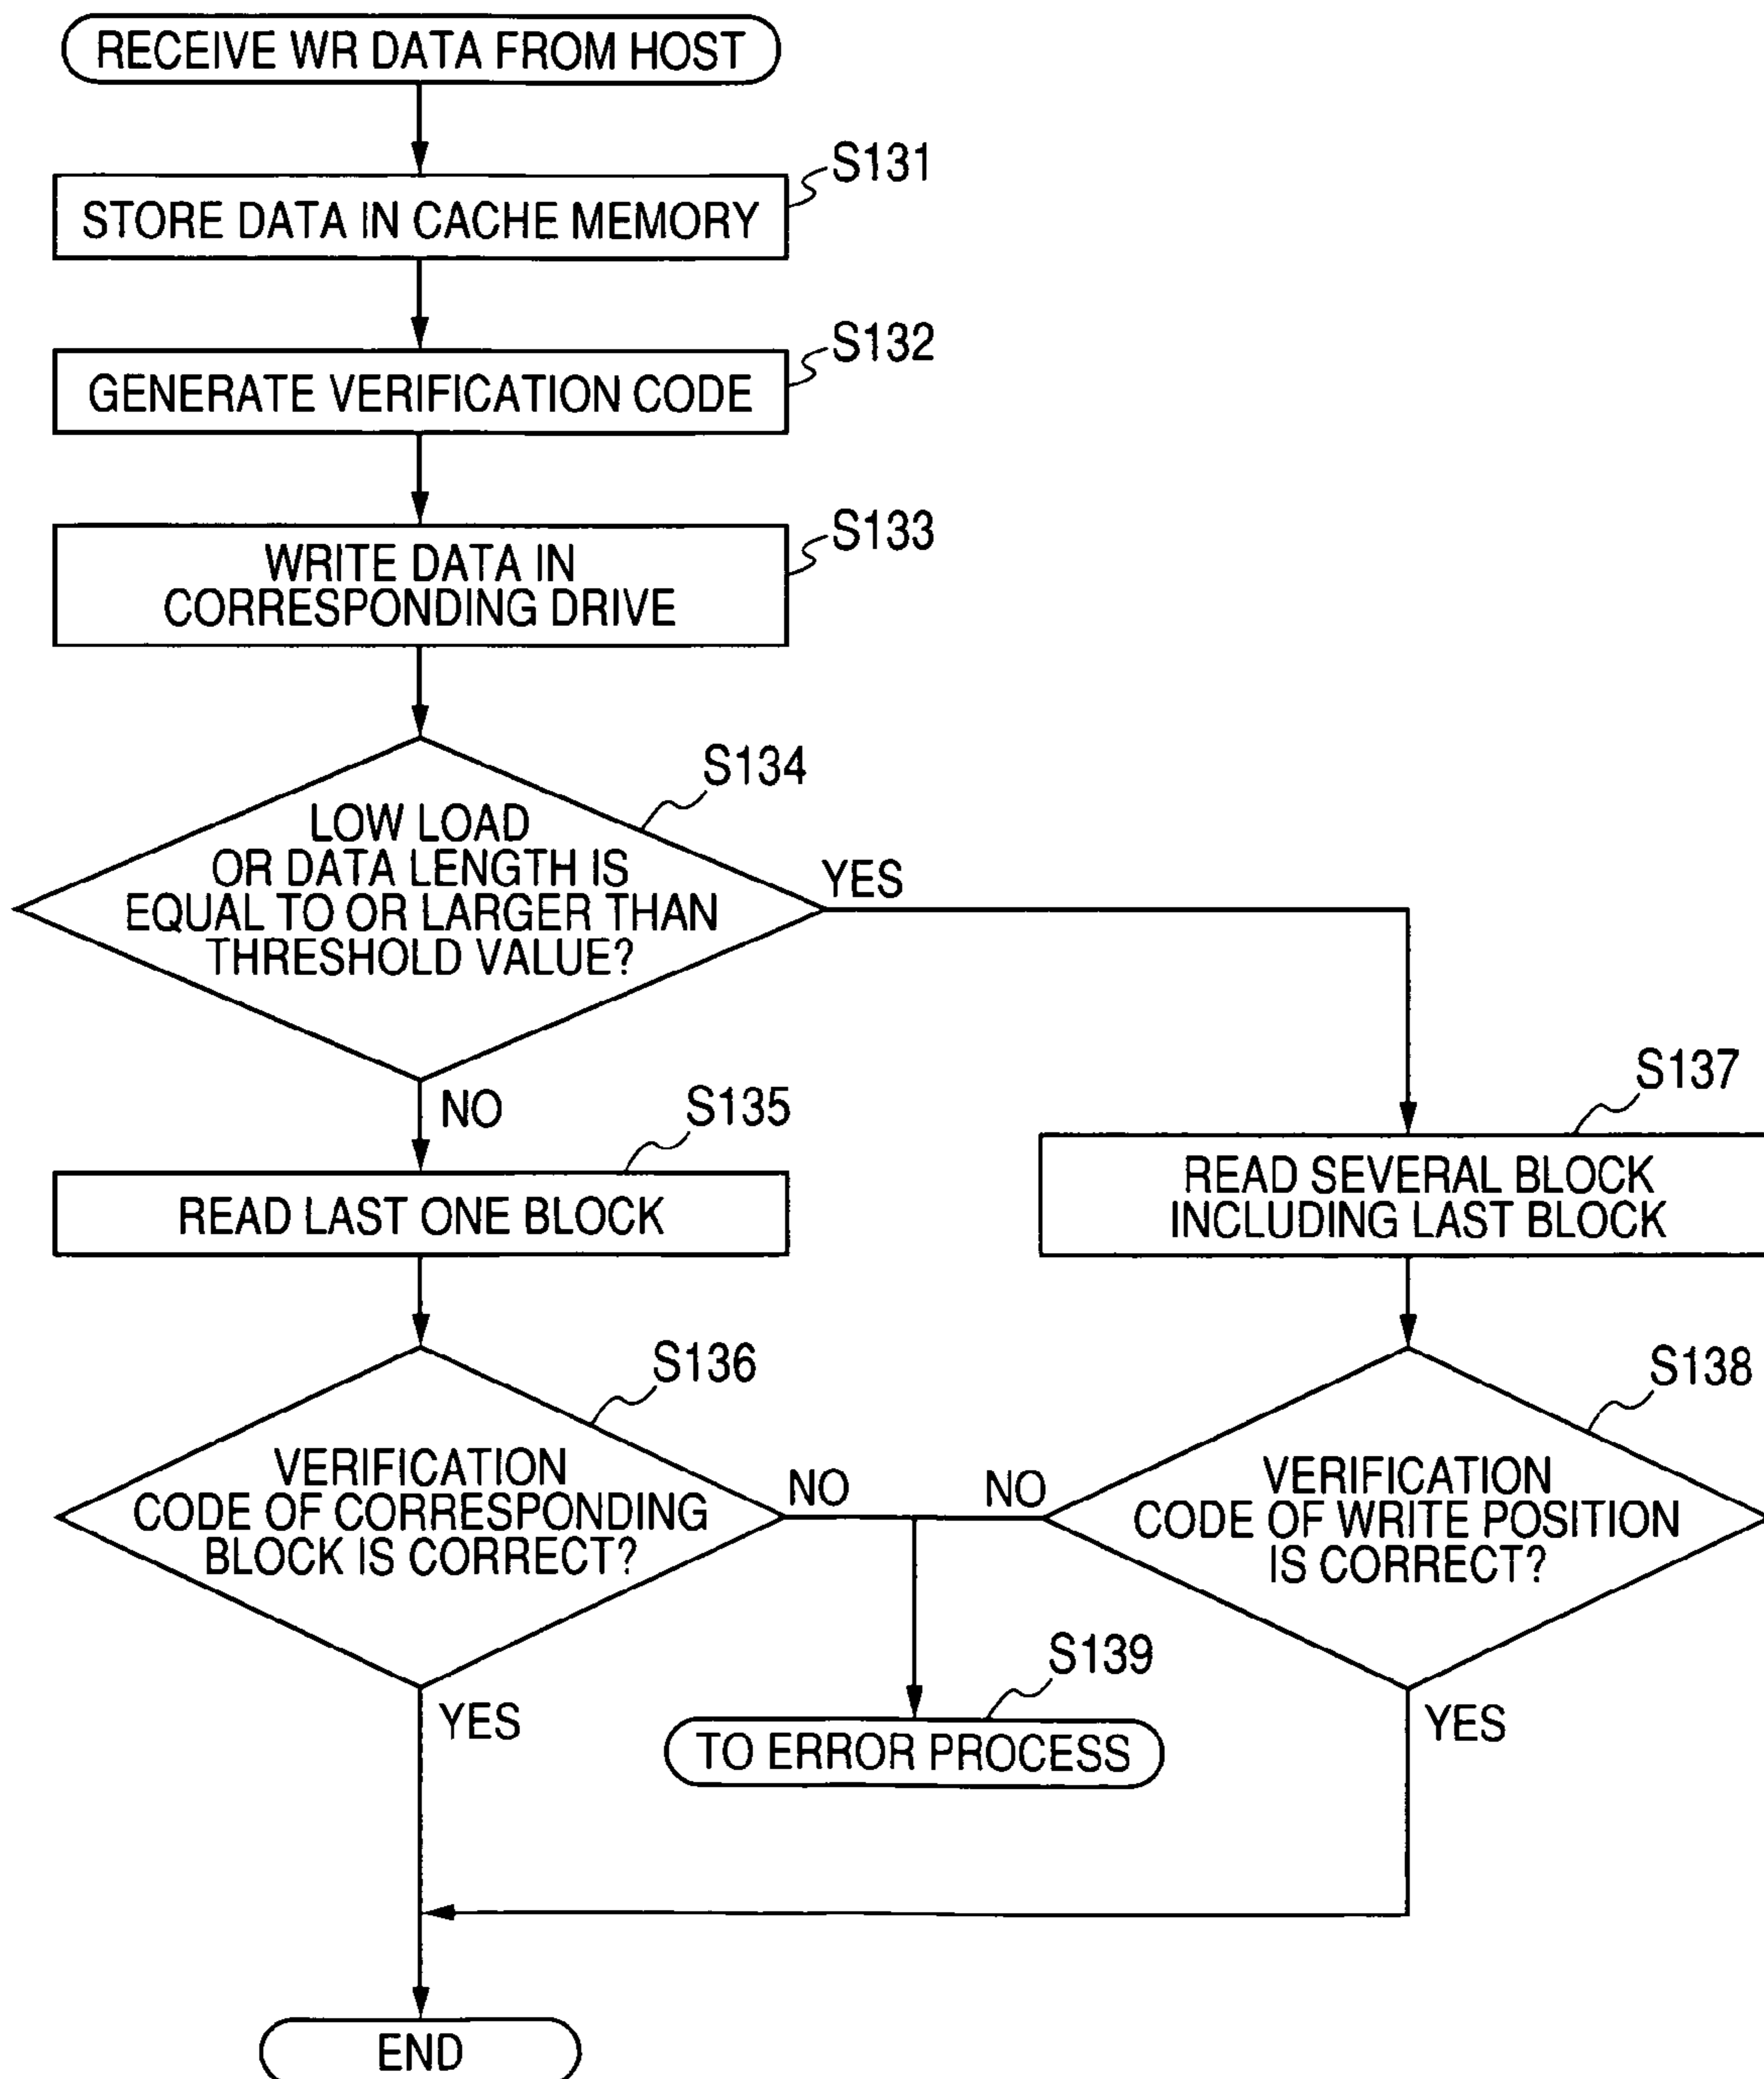 RECEIVE WR DATA FROM HOST
S131
STORE DATA IN CACHE MEMORY
S132
GENERATE VERIFICATION CODE
S133
WRITE DATA IN
CORRESPONDING DRIVE
S134
LOW LOAD
OR DATA LENGTH IS
EQUAL TO OR LARGER THAN
THRESHOLD VALUE?
YES
NO
S135
READ LAST ONE BLOCK
S137
READ SEVERAL BLOCK
INCLUDING LAST BLOCK
S136
VERIFICATION
CODE OF CORRESPONDING
BLOCK IS CORRECT?
NO
NO
S138
VERIFICATION
CODE OF WRITE POSITION
IS CORRECT?
YES
S139
TO ERROR PROCESS
YES
END